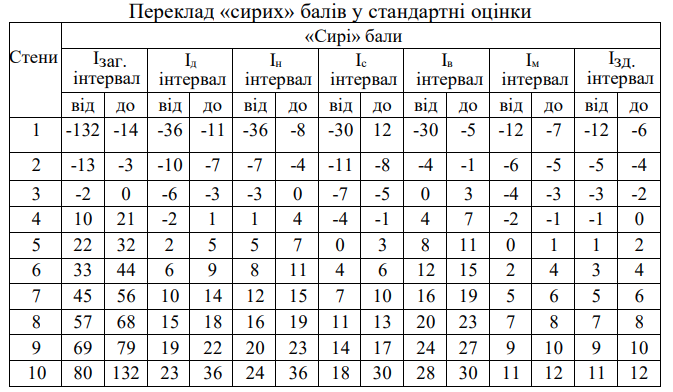 Переклад «сирих» балів у стандартні оцінки
Стени «Сирі» бали
Ізаг. інтервал Ід інтервал Ін інтервал Іс інтервал Ів інтервал Ім інтервал Ізд. інтервал
від до від до від до від до від до від до від до
1 -132 -14 -36 -11 -36 -8 -30 12 -30 -5 -12 -7 -12 -6
2 -13 -3 -10 -7 -7 -4 -11 -8 -4 -1 -6 -5 -5 -4
3 -2 0 -6 -3 -3 0 -7 -5 0 3 -4 -3 -3 -2
4 10 21 -2 1 1 4 -4 -1 4 7 -2 -1 -1 0
5 22 32 2 5 5 7 0 3 8 11 0 1 1 2
6 33 44 6 9 8 11 4 6 12 15 2 4 3 4
7 45 56 10 14 12 15 7 10 16 19 5 6 5 6
8 57 68 15 18 16 19 11 13 20 23 7 8 7 8
9 69 79 19 22 20 23 14 17 24 27 9 10 9 10
10 80 132 23 36 24 36 18 30 28 30 11 12 11 12